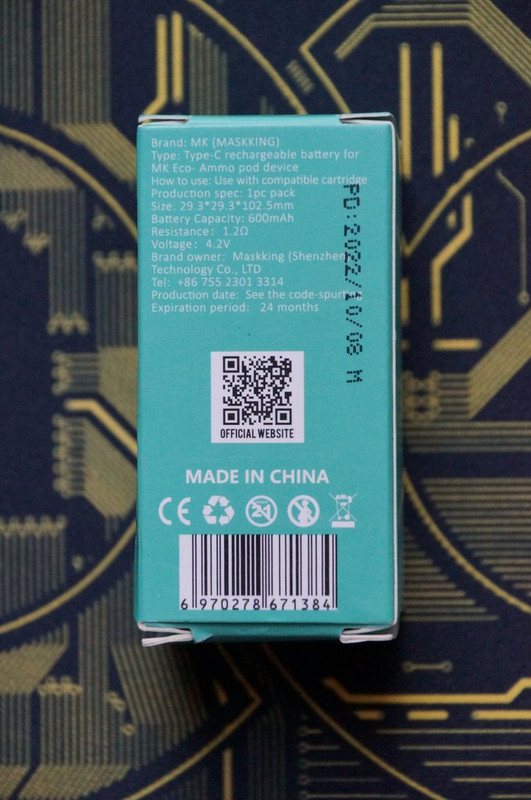 Brand: MK (MASKKING)
Type: Type-C rechargeable battery for
MK Eco- Ammo pod device
How to use: Use with compatible cartridge
Production spec: 1pc pack
Size: 29.3*29.3*102.5mm
Battery Capacity: 600mAh
Resistance: 1.2Ω
Voltage: 4.2V
Brand owner: Maskking (Shenzhen)
Technology Co., LTD
Tel: +86 755 2301 3314
Production date: See the code-spurting
Expiration period: 24 months
PD:2022/10/08 M
OFFICIAL WEBSITE
MADE IN CHINA
CE
6 970278 671384